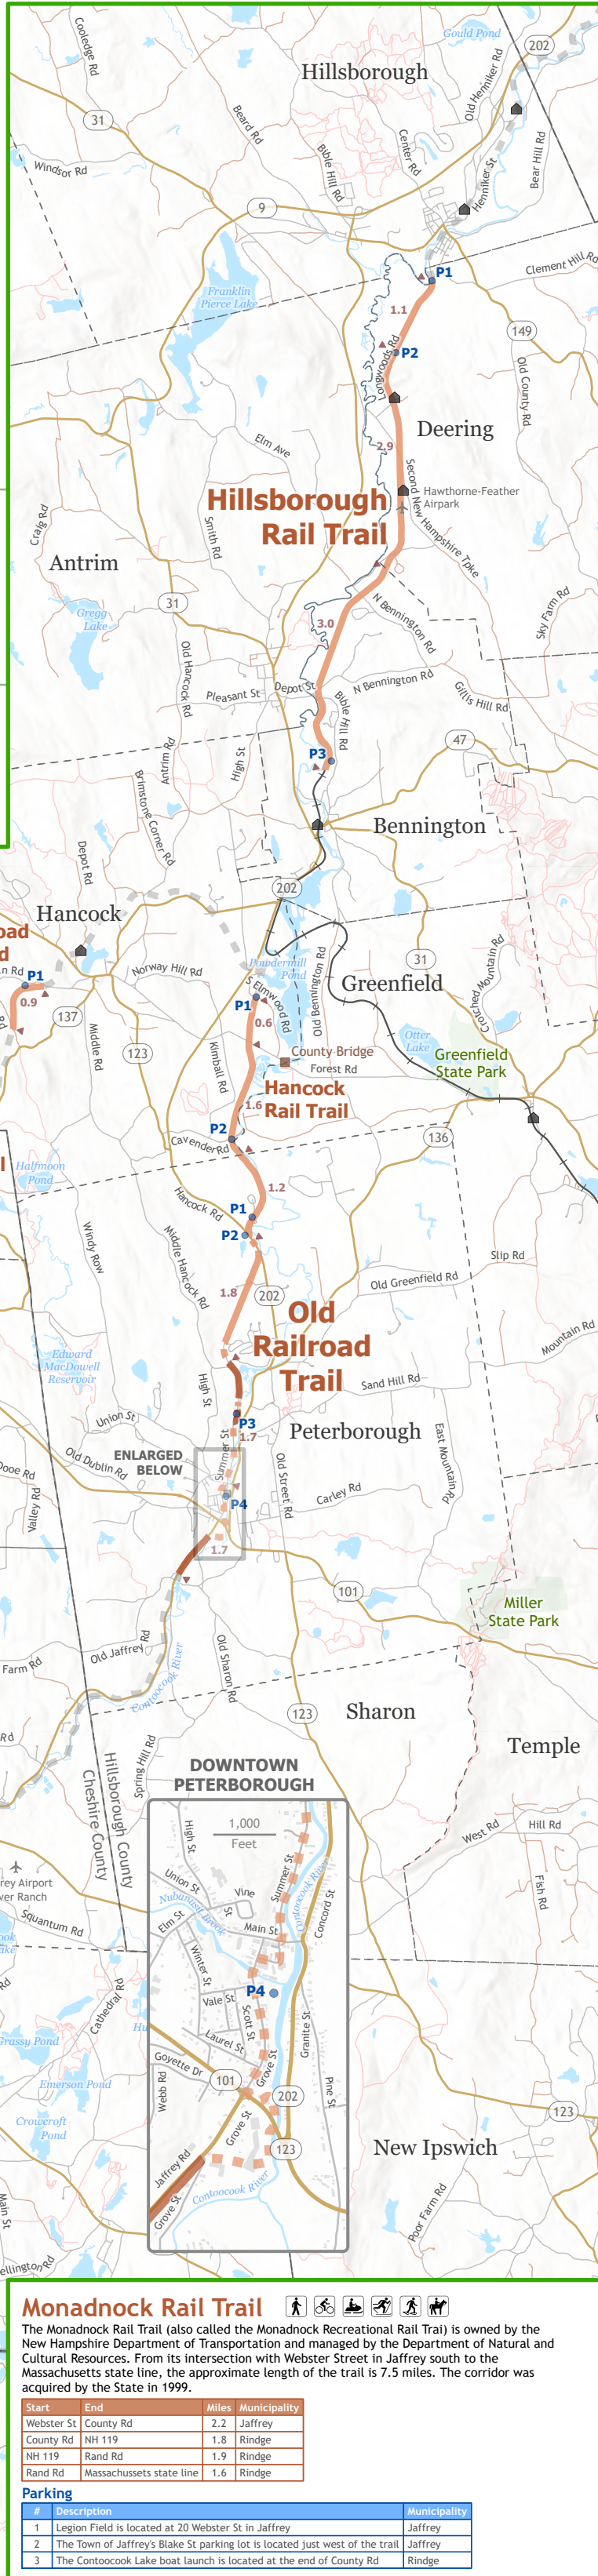 Gould Pond
202
Hillsborough
Cooledge Rd
Old Henniker Rd
31
Beard Rd
Bible Hill Rd
Center Rd
Bear Hill Rd
Windsor Rd
Henniker St
9
Clement Hill Rd
P1
Franklin
Pierce Lake
1.1
149
Longwoods Rd
P2
Old County Rd
Deering
Elm Ave
2.9
Second New Hampshire Tpke
Hawthorne-Feather
Airpark
Hillsborough
Rail Trail
Craig Rd
Smith Rd
Antrim
31
Gregg
Lake
3.0
N Bennington Rd
Sky Farm Rd
Old Hancock Rd
Pleasant St
Depot St
N Bennington Rd
Gillis Hill Rd
Bible Hill Rd
47
P3
Antrim Rd
High St
Brimstone Corner Rd
Bennington
Depot Rd
202
Hancock
oad
d
n Rd
P1
Norway Hill Rd
Powdermill
Pond
31
Crotched Mountain Rd
0.9
Rd
137
S Elmwood Rd
Old Bennington Rd
Greenfield
P1
0.6
Middle Rd
123
Otter
Lake
Greenfield
State Park
Kimball Rd
County Bridge
Forest Rd
Hancock
Rail Trail
1.6
P2
Cavender Rd
136
l
Halfmoon
Pond
1.2
Hancock Rd
P1
P2
Windy Row
Middle Hancock Rd
Slip Rd
Old Greenfield Rd
1.8
202
Old
Railroad
Trail
Mountain Rd
Edward
MacDowell
Reservoir
High St
Sand Hill Rd
Union St
P3
1.7
Peterborough
ENLARGED
BELOW
Summer St
Old Dublin Rd
East Mountain Rd
Old Street Rd
ooe Rd
Valley Rd
P4
Carley Rd
1.7
101
Miller
State Park
Old Jaffrey Rd
Farm Rd
Old Sharon Rd
Contoocook River
123
Sharon
Rd
Temple
Spring Hill Rd
Hillsborough County
Cheshire County
DOWNTOWN
PETERBOROUGH
1,000
Feet
High St
Summer St
Contoocook River
Concord St
Union St
Vine
St
Nubanusit Brook
Elm St
Main St
Winter St
P4
Vale St
Scott St
Laurel St
Granite St
Goyette Dr
Grove St
101
Webb Rd
202
Pine St
Grove St
123
Jaffrey Rd
Contoocook River
Grove St
West Rd
Hill Rd
Fish Rd
rey Airport
ver Ranch
Squantum Rd
ook
ake
Rd
Cathedral Rd
Hu
Grassy Pond
Emerson Pond
Crowcroft
Pond
123
New Ipswich
Main St
Poor Farm Rd
ellington Rd
Monadnock Rail Trail
The Monadnock Rail Trail (also called the Monadnock Recreational Rail Trai) is owned by the
New Hampshire Department of Transportation and managed by the Department of Natural and
Cultural Resources. From its intersection with Webster Street in Jaffrey south to the
Massachusetts state line, the approximate length of the trail is 7.5 miles. The corridor was
acquired by the State in 1999.
Start End Miles Municipality
Webster St County Rd 2.2 Jaffrey
County Rd NH 119 1.8 Rindge
NH 119 Rand Rd 1.9 Rindge
Rand Rd Massachussets state line 1.6 Rindge
Parking
# Description Municipality
1 Legion Field is located at 20 Webster St in Jaffrey Jaffrey
2 The Town of Jaffrey's Blake St parking lot is located just west of the trail Jaffrey
3 The Contoocook Lake boat launch is located at the end of County Rd Rindge